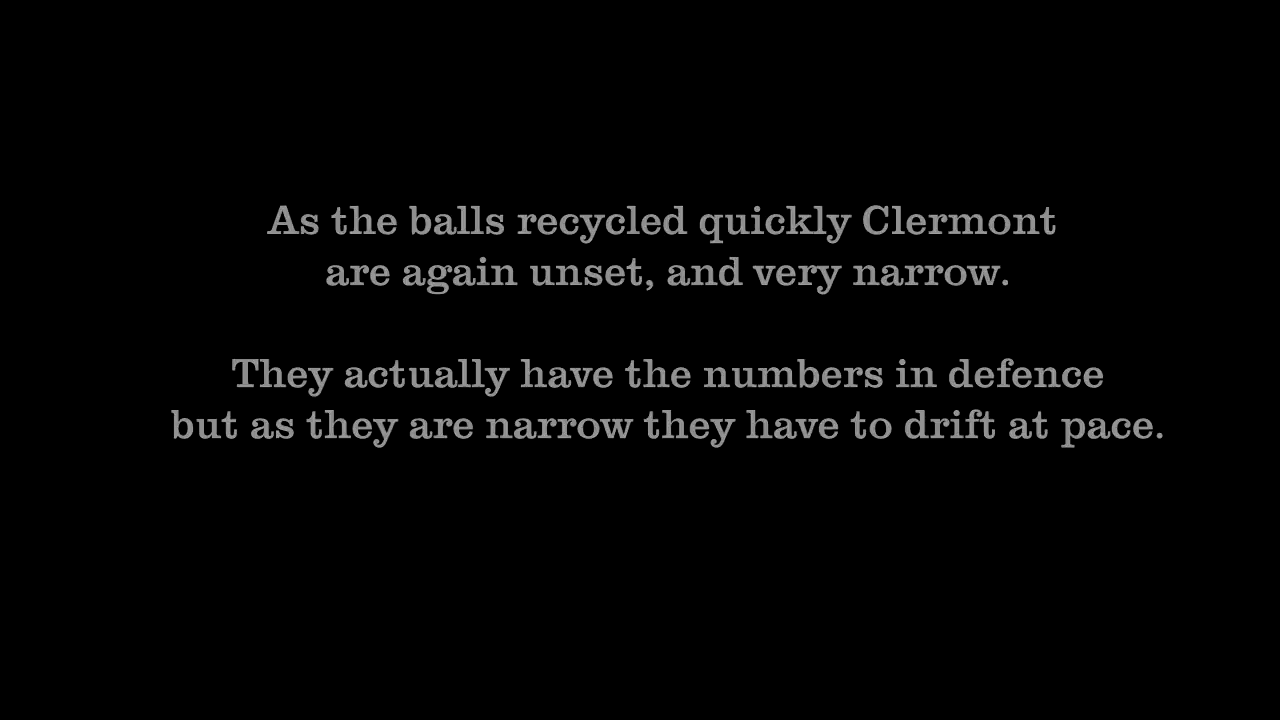 As the balls recycled quickly Clermont
are again unset, and very narrow.
They actually have the numbers in defence
but as they are narrow they have to drift at pace.